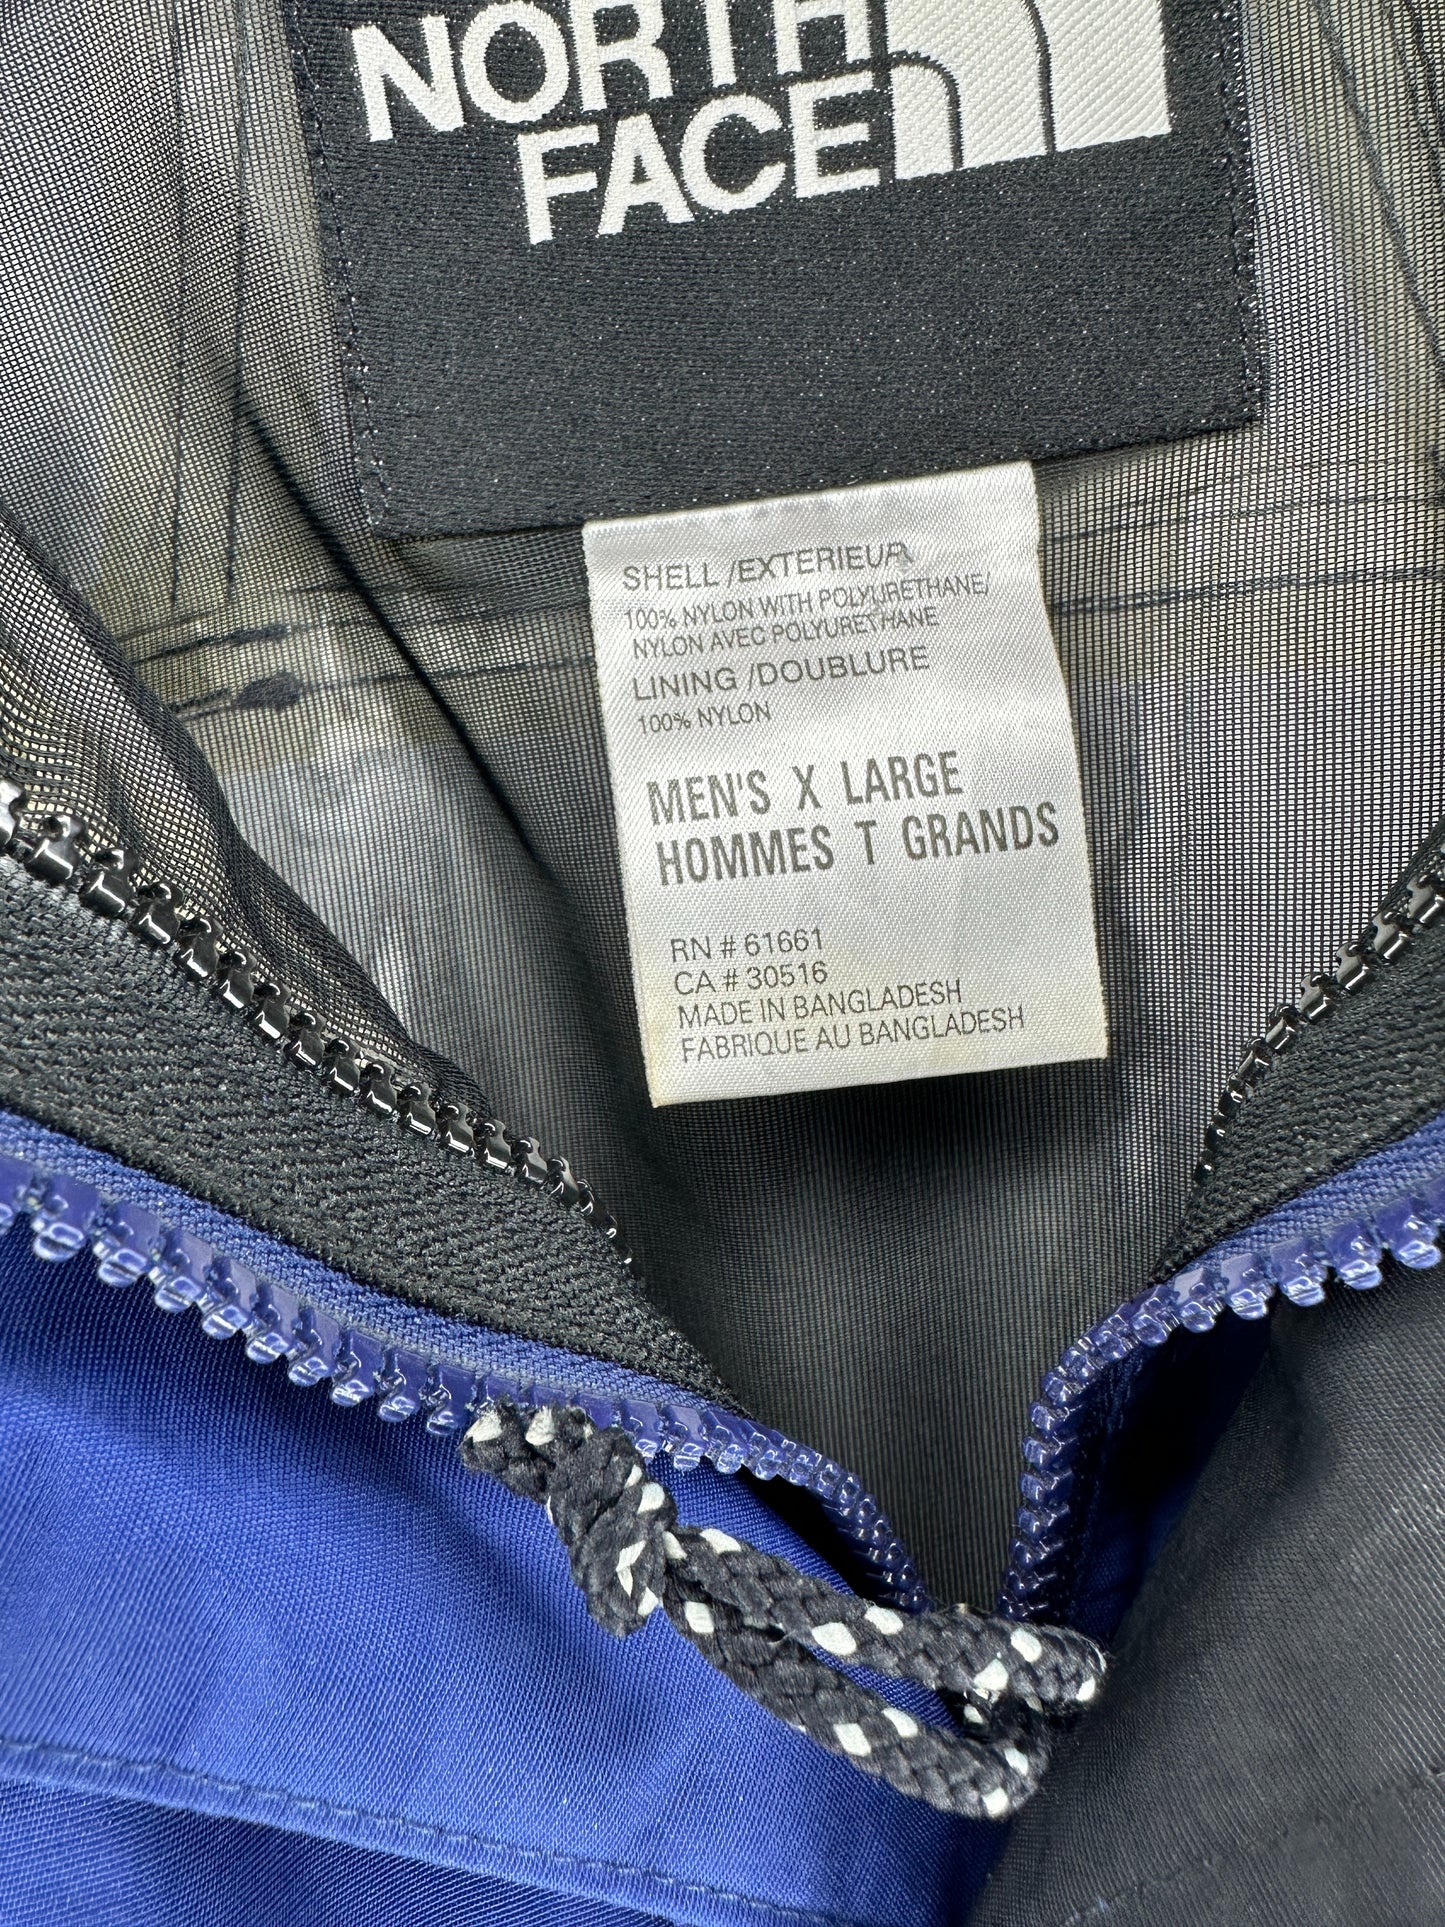 NORTH
FACE
SHELL /EXTERIEUR
100% NYLON WITH POLYURETHANE/
NYLON AVEC POLYURETHANE
LINING /DOUBLURE
100% NYLON
MEN'S X LARGE
HOMMES T GRANDS
RN # 61661
CA # 30516
MADE IN BANGLADESH
FABRIQUE AU BANGLADESH